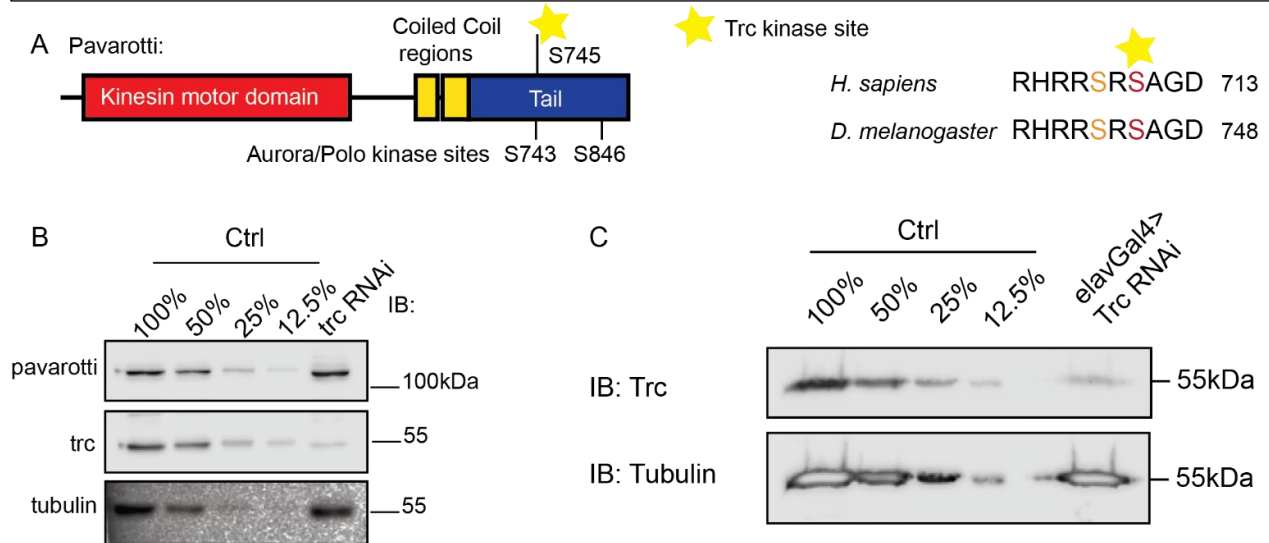 A Pavarotti:
Coiled Coil
regions
S745
Trc kinase site
Kinesin motor domain
Tail
Aurora/Polo kinase sites S743 S846
H. sapiens RHRRSRSAGD 713
D. melanogaster RHRRSRSAGD 748
B
Ctrl
100% 50% 25% 12.5% trc RNAi
IB:
pavarotti
100kDa
trc
55
tubulin
55
C
Ctrl
100% 50% 25% 12.5% elavGal4>
Trc RNAi
IB: Trc
55kDa
IB: Tubulin
55kDa